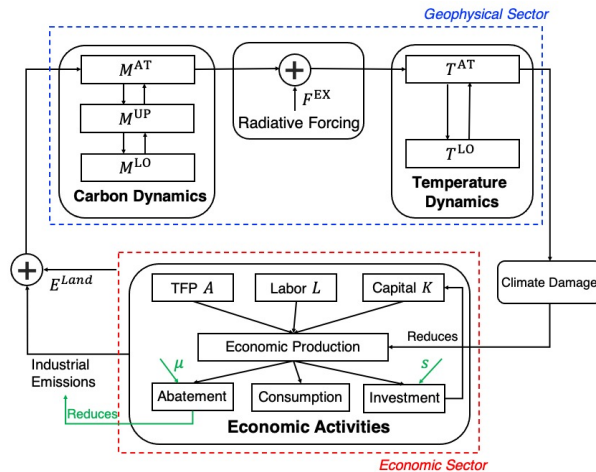 Geophysical Sector
M^AT
M^UP
M^LO
Carbon Dynamics
+
F^EX
Radiative Forcing
T^AT
T^LO
Temperature
Dynamics
+
E^Land
Climate Damage
TFP A
Labor L
Capital K
Economic Production
Reduces
μ
s
Industrial
Emissions
Abatement
Consumption
Investment
Reduces
Economic Activities
Economic Sector